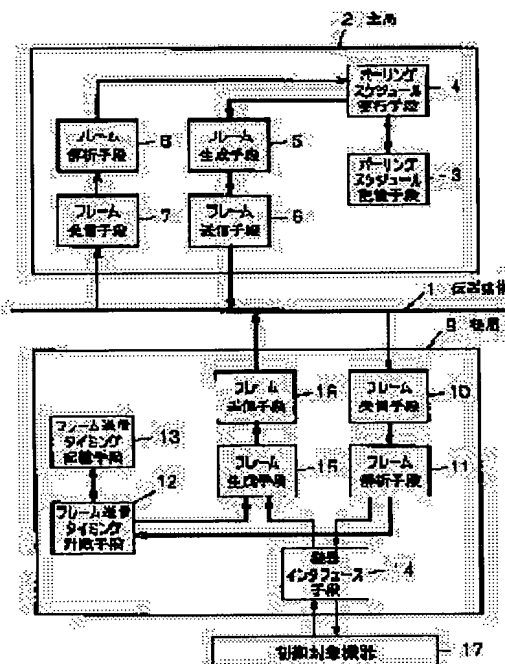 2 主局
ポーリング
スケジュール
実行手段
4
フレーム
解析手段
8
フレーム
生成手段
5
ポーリング
スケジュール
記憶手段
3
フレーム
受信手段
7
フレーム
送信手段
6
1
9
フレーム
送信手段
16
フレーム
受信手段
10
フレーム送信
タイミング
記憶手段
13
フレーム
生成手段
15
フレーム
解析手段
11
12
フレーム送信
タイミング
計数手段
機器
インタフェース
手段
14
制御対象機器
17